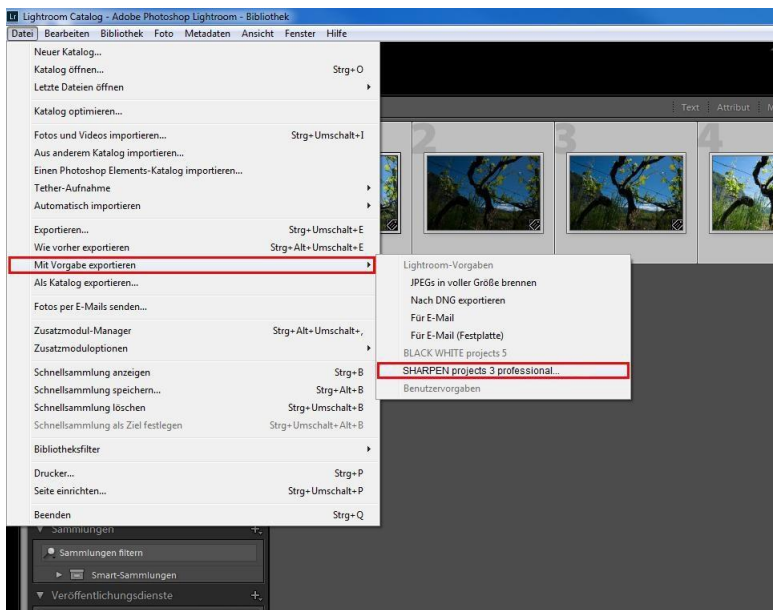 Lightroom Catalog - Adobe Photoshop Lightroom - Bibliothek
Datei Bearbeiten Bibliothek Foto Metadaten Ansicht Fenster Hilfe
Neuer Katalog...
Katalog öffnen... Strg+O
Letzte Dateien öffnen
Katalog optimieren...
Fotos und Videos importieren... Strg+Umschalt+I
Aus anderem Katalog importieren...
Einen Photoshop Elements-Katalog importieren...
Tether-Aufnahme
Automatisch importieren
Exportieren... Strg+Umschalt+E
Wie vorher exportieren Strg+Alt+Umschalt+E
Mit Vorgabe exportieren
Als Katalog exportieren...
Fotos per E-Mails senden...
Zusatzmodul-Manager Strg+Alt+Umschalt+,
Zusatzmoduloptionen
Schnellsammlung anzeigen Strg+B
Schnellsammlung speichern... Strg+Alt+B
Schnellsammlung löschen Strg+Umschalt+B
Schnellsammlung als Ziel festlegen Strg+Umschalt+Alt+B
Bibliotheksfilter
Drucker... Strg+P
Seite einrichten... Strg+Umschalt+P
Beenden Strg+Q
Text Attribut
2 3 4
Lightroom-Vorgaben
JPEGs in voller Größe brennen
Nach DNG exportieren
Für E-Mail
Für E-Mail (Festplatte)
BLACK WHITE projects 5
SHARPEN projects 3 professional...
Benutzervorgaben
Sammlungen
Sammlungen filtern
Smart-Sammlungen
Veröffentlichungsdienste